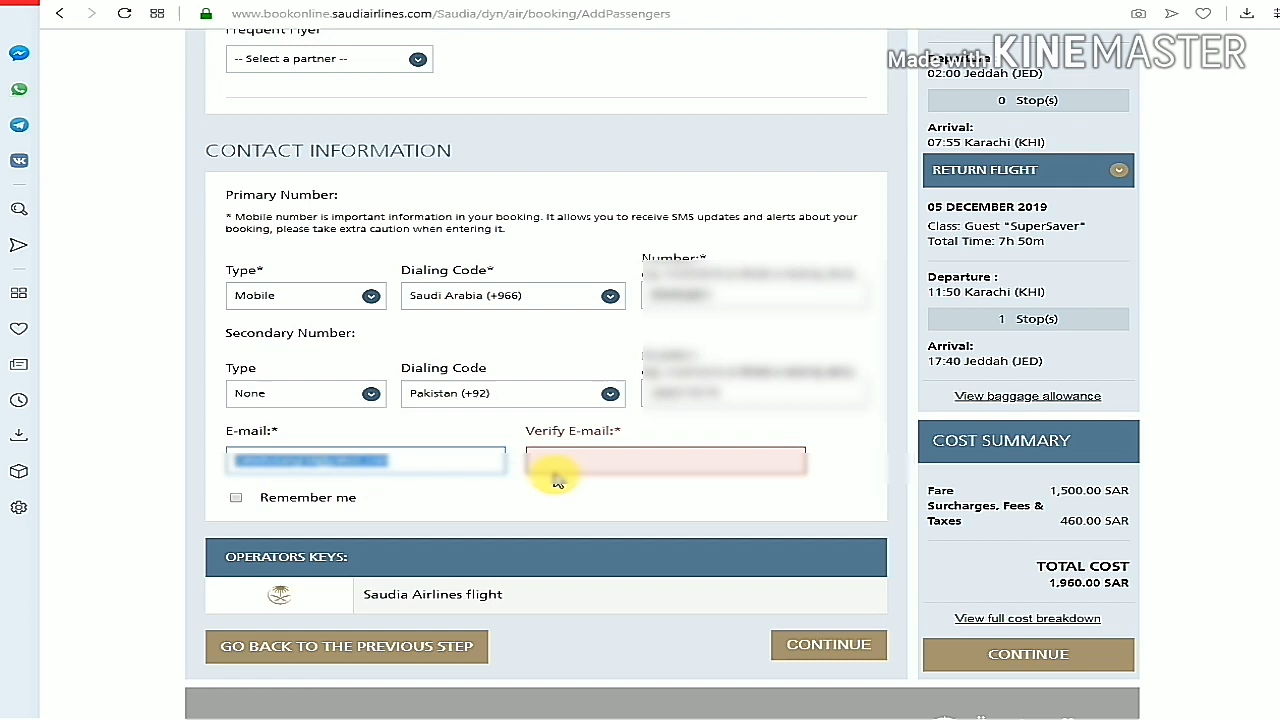 www.bookonline.saudiairlines.com/Saudia/dyn/air/booking/AddPassengers
Made with KINEMASTER
Frequent Flyer
-- Select a partner --
CONTACT INFORMATION
Primary Number:
* Mobile number is important information in your booking. It allows you to receive SMS updates and alerts about your
booking, please take extra caution when entering it.
Type*
Dialing Code*
Number:*
Mobile
Saudi Arabia (+966)
Secondary Number:
Type
Dialing Code
None
Pakistan (+92)
E-mail:*
Verify E-mail:*
Remember me
OPERATORS KEYS:
Saudia Airlines flight
GO BACK TO THE PREVIOUS STEP
CONTINUE
Departure :
02:00 Jeddah (JED)
0 Stop(s)
Arrival:
07:55 Karachi (KHI)
RETURN FLIGHT
05 DECEMBER 2019
Class: Guest "SuperSaver"
Total Time: 7h 50m
Departure :
11:50 Karachi (KHI)
1 Stop(s)
Arrival:
17:40 Jeddah (JED)
View baggage allowance
COST SUMMARY
Fare 1,500.00 SAR
Surcharges, Fees &
Taxes 460.00 SAR
TOTAL COST
1,960.00 SAR
View full cost breakdown
CONTINUE